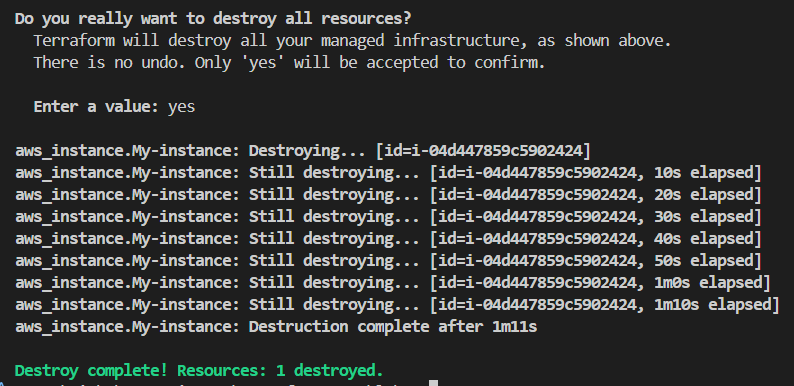 Do you really want to destroy all resources?
Terraform will destroy all your managed infrastructure, as shown above.
There is no undo. Only 'yes' will be accepted to confirm.
Enter a value: yes
aws_instance.My-instance: Destroying... [id=i-04d447859c5902424]
aws_instance.My-instance: Still destroying... [id=i-04d447859c5902424, 10s elapsed]
aws_instance.My-instance: Still destroying... [id=i-04d447859c5902424, 20s elapsed]
aws_instance.My-instance: Still destroying... [id=i-04d447859c5902424, 30s elapsed]
aws_instance.My-instance: Still destroying... [id=i-04d447859c5902424, 40s elapsed]
aws_instance.My-instance: Still destroying... [id=i-04d447859c5902424, 50s elapsed]
aws_instance.My-instance: Still destroying... [id=i-04d447859c5902424, 1m0s elapsed]
aws_instance.My-instance: Still destroying... [id=i-04d447859c5902424, 1m10s elapsed]
aws_instance.My-instance: Destruction complete after 1m11s
Destroy complete! Resources: 1 destroyed.